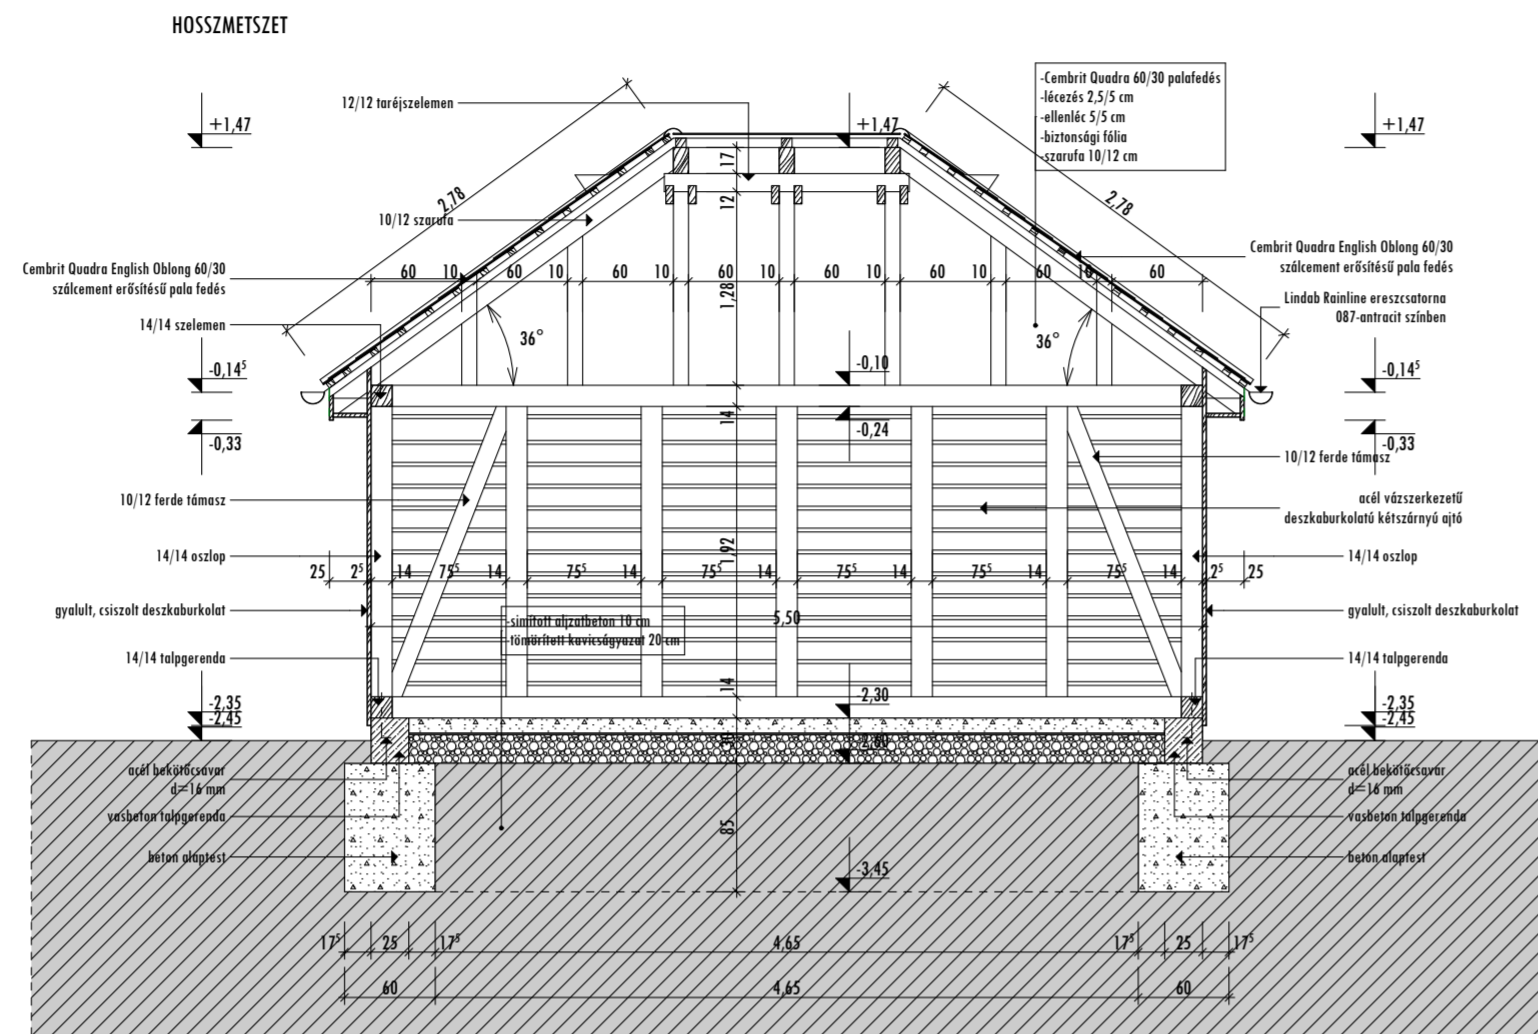 HOSSZMETSZET
-Cembrit Quadra 60/30 palafedés
-lécezés 2,5/5 cm
-ellenléc 5/5 cm
-biztonsági fólia
-szarufa 10/12 cm
12/12 taréjszelemen
+1,47
+1,47
+1,47
17
2,78
2,78
12
10/12 szarufa
Cembrit Quadra English Oblong 60/30
szálcement erősítésű pala fedés
Cembrit Quadra English Oblong 60/30
szálcement erősítésű pala fedés
60 10 60 10 60 10 60 10 60 10 60 10 60
1,28
Lindab Rainline ereszcsatorna
087-antracit színben
14/14 szelemen
36°
36°
-0,14⁵
-0,10
-0,14⁵
14
-0,24
-0,33
-0,33
10/12 ferde támasz
10/12 ferde támasz
acél vázszerkezetű
deszkaburkolatú kétszárnyú ajtó
14/14 oszlop
1,92
14/14 oszlop
25 2⁵ 14 75⁵ 14 75⁵ 14 75⁵ 14 75⁵ 14 75⁵ 14 75⁵ 14 2⁵ 25
gyalult, csiszolt deszkaburkolat
gyalult, csiszolt deszkaburkolat
-simított aljzatbeton 10 cm
-tömörített kavicságyazat 20 cm
5,50
14/14 talpgerenda
14/14 talpgerenda
14
-2,30
-2,35
-2,45
-2,35
-2,45
30
-2,60
acél bekötőcsavar
d=16 mm
acél bekötőcsavar
d=16 mm
vasbeton talpgerenda
vasbeton talpgerenda
85
beton alaptest
beton alaptest
-3,45
17⁵ 25 17⁵ 4,65 17⁵ 25 17⁵
60 4,65 60